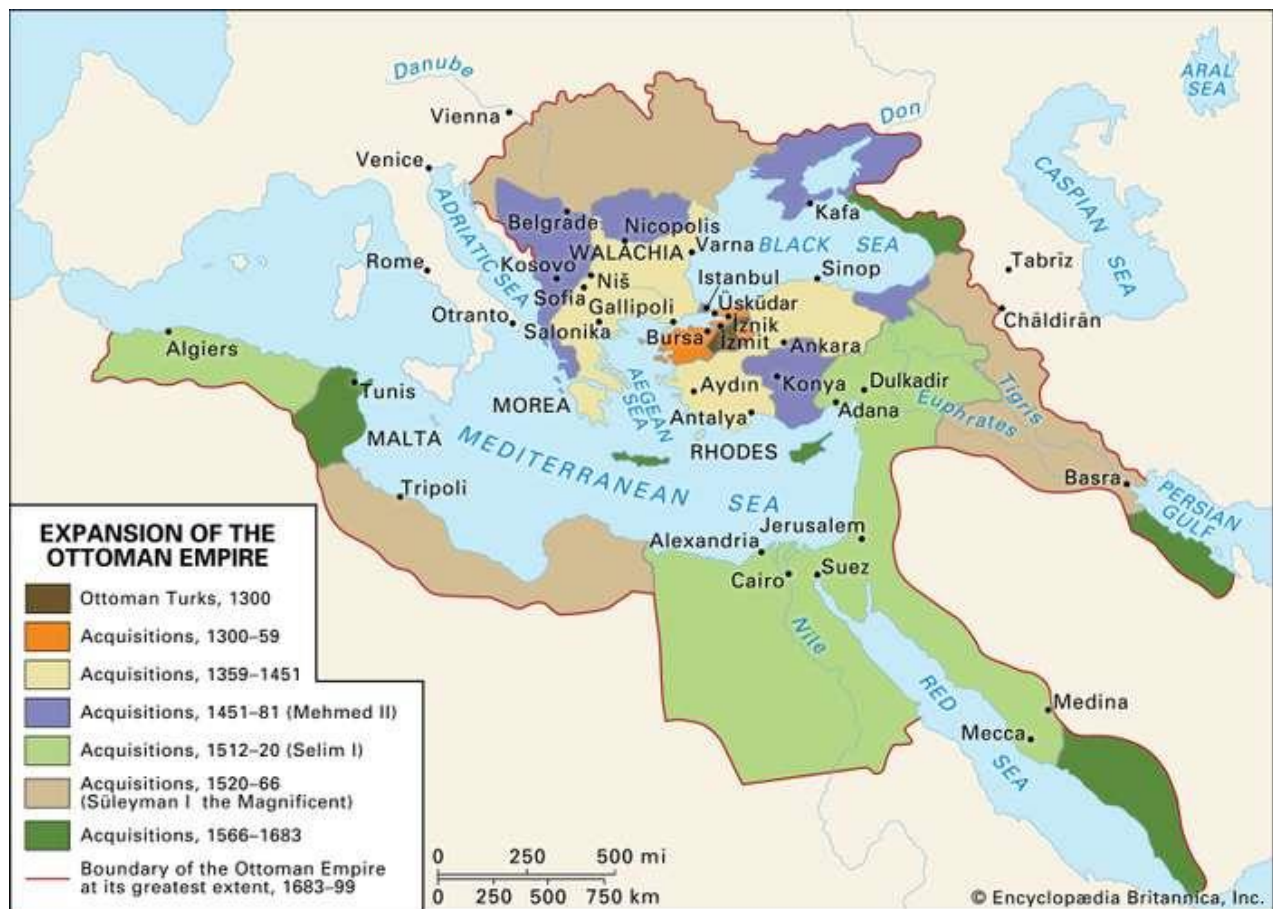 Danube
Vienna
Venice
ADRIATIC SEA
Don
ARAL
SEA
CASPIAN
SEA
Belgrade
Nicopolis
WALACHIA
Varna
BLACK SEA
Kafa
Rome
Kosovo
Niš
Istanbul
Sinop
Tabrīz
Sofia
Gallipoli
Üsküdar
Otranto
Salonika
Bursa
İznik
İzmit
Ankara
Chāldirān
Algiers
Tunis
MOREA
AEGEAN
SEA
Aydın
Konya
Dulkadir
Tigris
Antalya
Adana
Euphrates
MALTA
MEDITERRANEAN SEA
RHODES
Basra
PERSIAN
GULF
Tripoli
Jerusalem
Alexandria
Cairo
Suez
Nile
RED
SEA
Medina
Mecca
EXPANSION OF THE
OTTOMAN EMPIRE
Ottoman Turks, 1300
Acquisitions, 1300–59
Acquisitions, 1359–1451
Acquisitions, 1451–81 (Mehmed II)
Acquisitions, 1512–20 (Selim I)
Acquisitions, 1520–66
(Süleyman I the Magnificent)
Acquisitions, 1566–1683
Boundary of the Ottoman Empire
at its greatest extent, 1683–99
0 250 500 mi
0 250 500 750 km
© Encyclopædia Britannica, Inc.